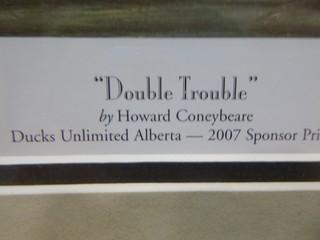 “Double Trouble”
by Howard Coneybeare
Ducks Unlimited Alberta — 2007 Sponsor Pri